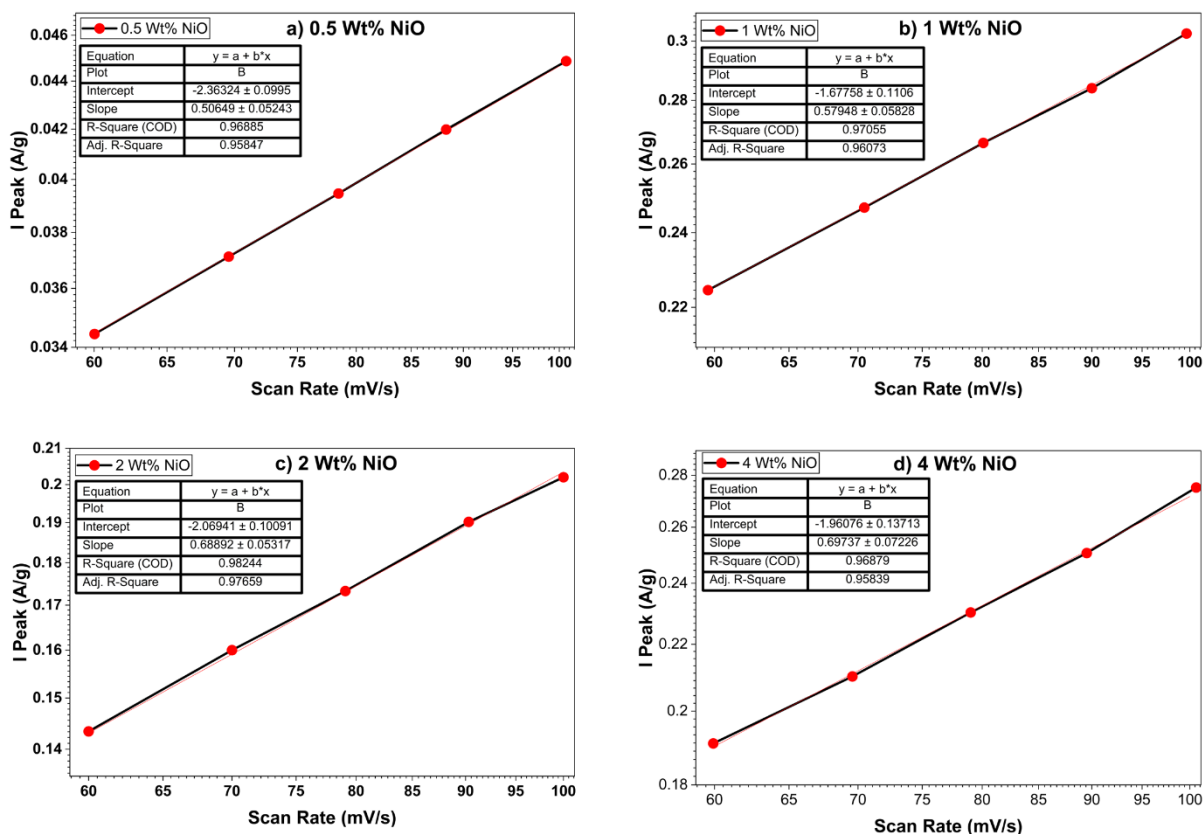 a) 0.5 Wt% NiO
0.5 Wt% NiO
Equation y = a + b*x
Plot B
Intercept -2.36324 ± 0.0995
Slope 0.50649 ± 0.05243
R-Square (COD) 0.96885
Adj. R-Square 0.95847
0.046
0.044
0.042
0.04
0.038
0.036
0.034
I Peak (A/g)
60 65 70 75 80 85 90 95 100
Scan Rate (mV/s)
b) 1 Wt% NiO
1 Wt% NiO
Equation y = a + b*x
Plot B
Intercept -1.67758 ± 0.1106
Slope 0.57948 ± 0.05828
R-Square (COD) 0.97055
Adj. R-Square 0.96073
0.3
0.28
0.26
0.24
0.22
I Peak (A/g)
60 65 70 75 80 85 90 95 100
Scan Rate (mV/s)
c) 2 Wt% NiO
2 Wt% NiO
Equation y = a + b*x
Plot B
Intercept -2.06941 ± 0.10091
Slope 0.68892 ± 0.05317
R-Square (COD) 0.98244
Adj. R-Square 0.97659
0.21
0.2
0.19
0.18
0.17
0.16
0.15
0.14
I Peak (A/g)
60 65 70 75 80 85 90 95 100
Scan Rate (mV/s)
d) 4 Wt% NiO
4 Wt% NiO
Equation y = a + b*x
Plot B
Intercept -1.96076 ± 0.13713
Slope 0.69737 ± 0.07226
R-Square (COD) 0.96879
Adj. R-Square 0.95839
0.28
0.26
0.24
0.22
0.2
0.18
I Peak (A/g)
60 65 70 75 80 85 90 95 100
Scan Rate (mV/s)